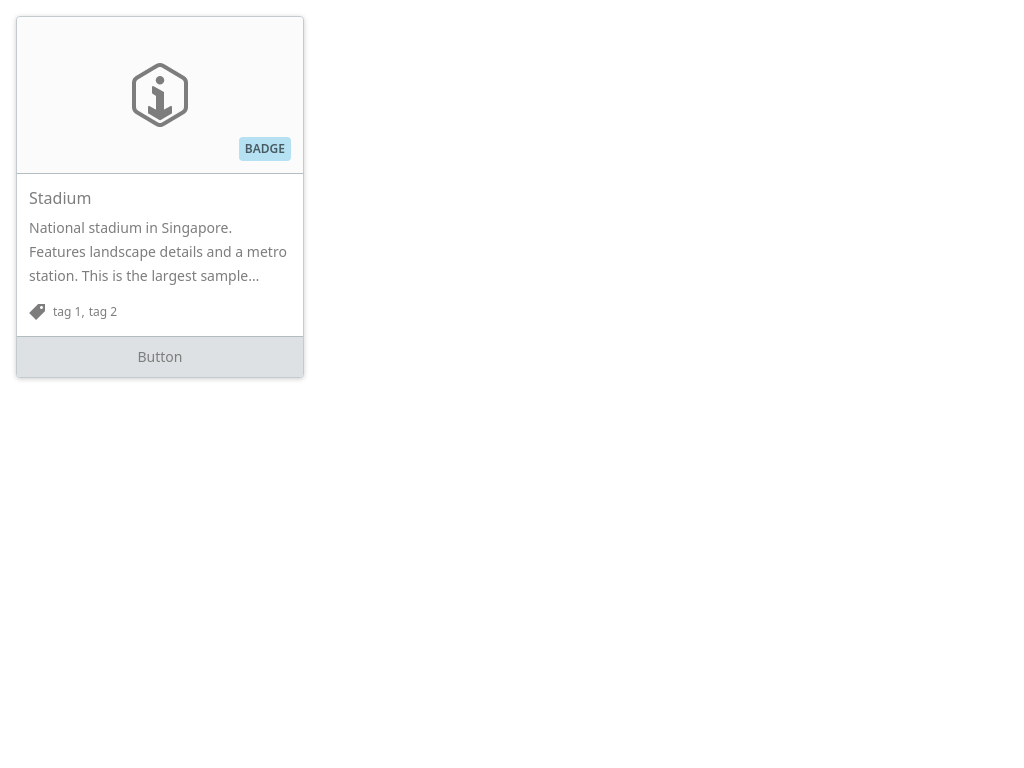 BADGE
Stadium
National stadium in Singapore.
Features landscape details and a metro
station. This is the largest sample...
tag 1, tag 2
Button